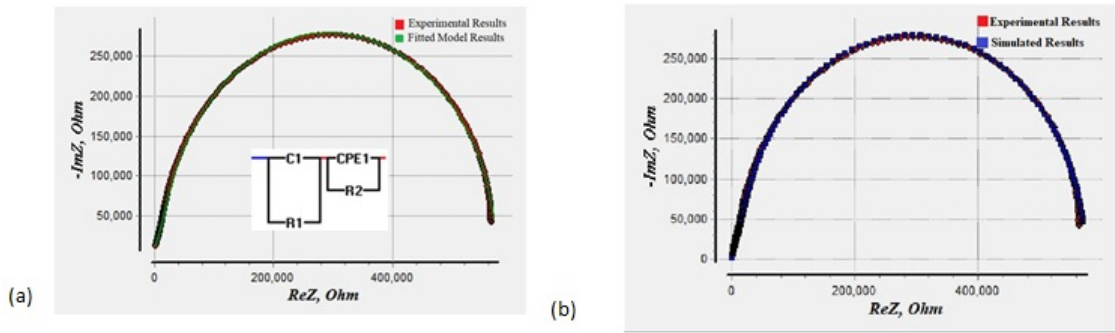 Experimental Results
Fitted Model Results
250,000
200,000
150,000
100,000
50,000
-ImZ, Ohm
C1
CPE1
R2
R1
0
200,000
400,000
ReZ, Ohm
(a)
Experimental Results
Simulated Results
250,000
200,000
150,000
100,000
50,000
0
-ImZ, Ohm
0
200,000
400,000
ReZ, Ohm
(b)